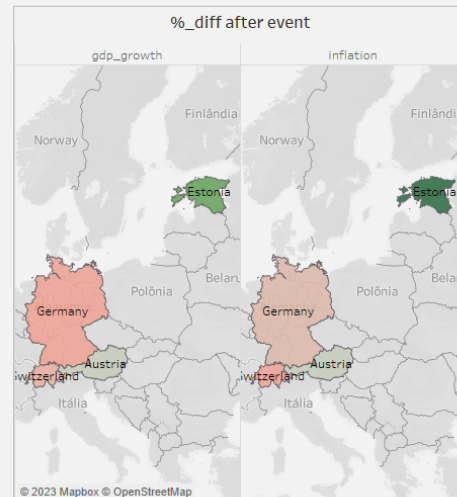 %_diff after event
gdp_growth
inflation
Finlândia
Norway
Estonia
Polônia
Belaru
Germany
Austria
witzerland
Itália
Finlândi
Norway
Estonia
Polônia
Bela
Germany
Austria
witzerland
Itália
© 2023 Mapbox © OpenStreetMap